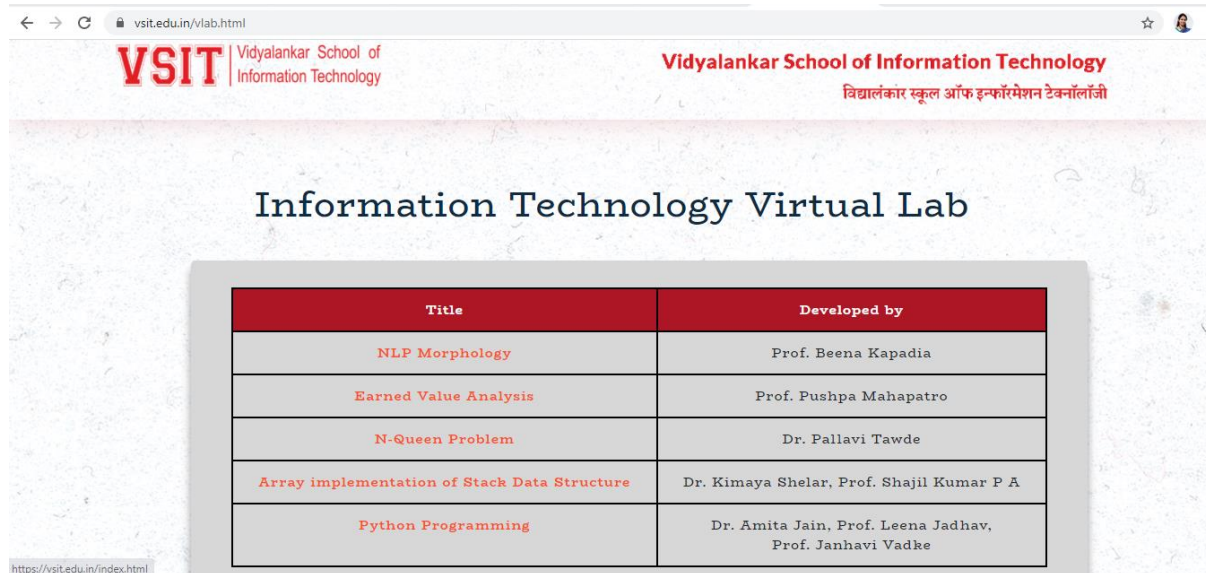 vsit.edu.in/vlab.html
VSIT
Vidyalankar School of
Information Technology
Vidyalankar School of Information Technology
विद्यालंकार स्कूल ऑफ इन्फॉरमेशन टेक्नॉलॉजी
Information Technology Virtual Lab
Title Developed by
NLP Morphology Prof. Beena Kapadia
Earned Value Analysis Prof. Pushpa Mahapatro
N-Queen Problem Dr. Pallavi Tawde
Array implementation of Stack Data Structure Dr. Kimaya Shelar, Prof. Shajil Kumar P A
Python Programming Dr. Amita Jain, Prof. Leena Jadhav,
Prof. Janhavi Vadke
https://vsit.edu.in/index.html